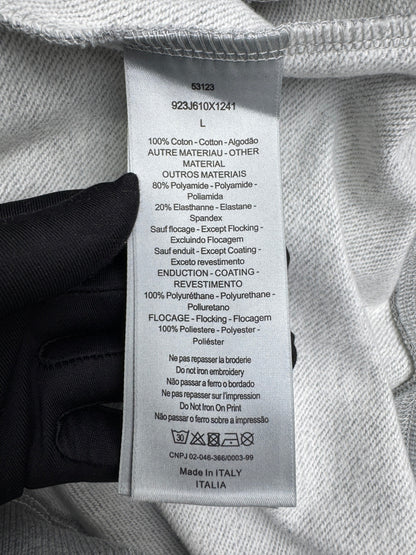 53123
923J610X1241
L
100% Coton - Cotton - Algodão
AUTRE MATERIAU - OTHER
MATERIAL
OUTROS MATERIAIS
80% Polyamide - Polyamide -
Poliamida
20% Elasthanne - Elastane -
Spandex
Sauf flocage - Except Flocking -
Excluindo Flocagem
Sauf enduit - Except Coating -
Exceto revestimento
ENDUCTION - COATING -
REVESTIMENTO
100% Polyuréthane - Polyurethane -
Poliuretano
FLOCAGE - Flocking - Flocagem
100% Poliestere - Polyester -
Poliéster
Ne pas repasser la broderie
Do not iron embroidery
Não passar a ferro o bordado
Ne pas repasser sur l'impression
Do Not Iron On Print
Não passar a ferro sobre a impressão
30
CNPJ 02-046-366/0003-99
Made In ITALY
ITALIA